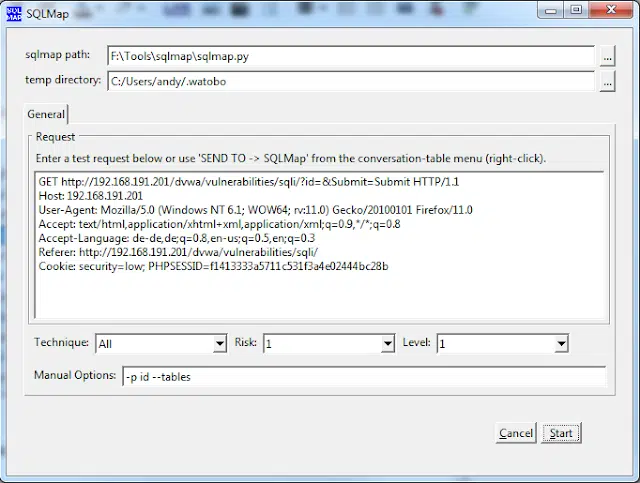 SQL MAP
SQLMap
sqlmap path: F:\Tools\sqlmap\sqlmap.py ...
temp directory: C:/Users/andy/.watobo ...
General
Request
Enter a test request below or use 'SEND TO -> SQLMap' from the conversation-table menu (right-click).
GET http://192.168.191.201/dvwa/vulnerabilities/sqli/?id=&Submit=Submit HTTP/1.1
Host: 192.168.191.201
User-Agent: Mozilla/5.0 (Windows NT 6.1; WOW64; rv:11.0) Gecko/20100101 Firefox/11.0
Accept: text/html,application/xhtml+xml,application/xml;q=0.9,*/*;q=0.8
Accept-Language: de-de,de;q=0.8,en-us;q=0.5,en;q=0.3
Referer: http://192.168.191.201/dvwa/vulnerabilities/sqli/
Cookie: security=low; PHPSESSID=f1413333a5711c531f3a4e02444bc28b
Technique: All Risk: 1 Level: 1
Manual Options: -p id --tables
Cancel Start